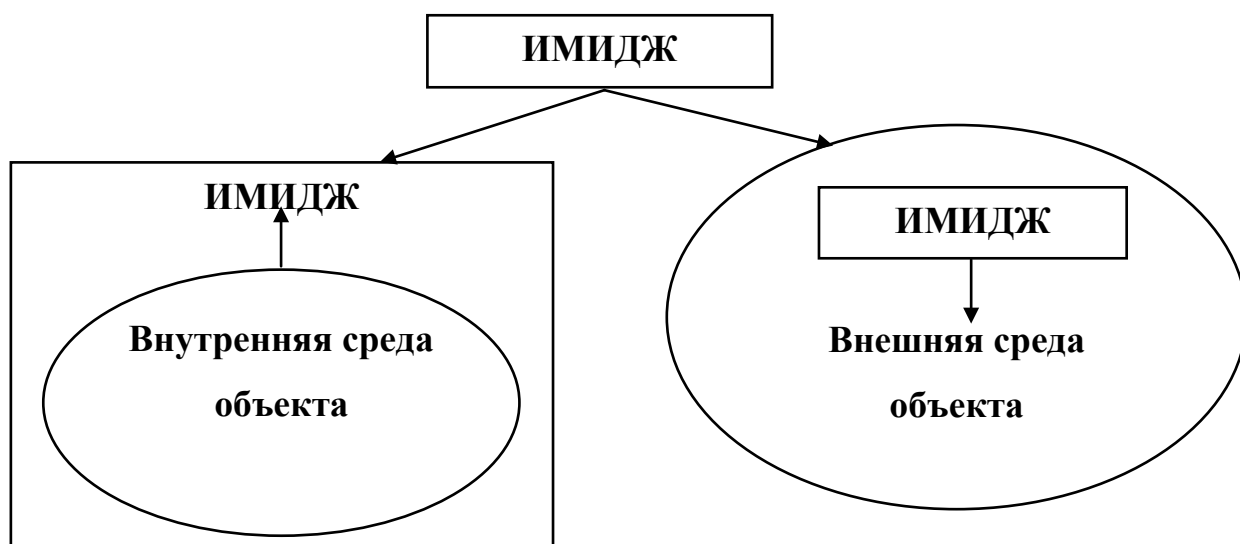 ИМИДЖ
ИМИДЖ
Внутренняя среда
объекта
ИМИДЖ
Внешняя среда
объекта